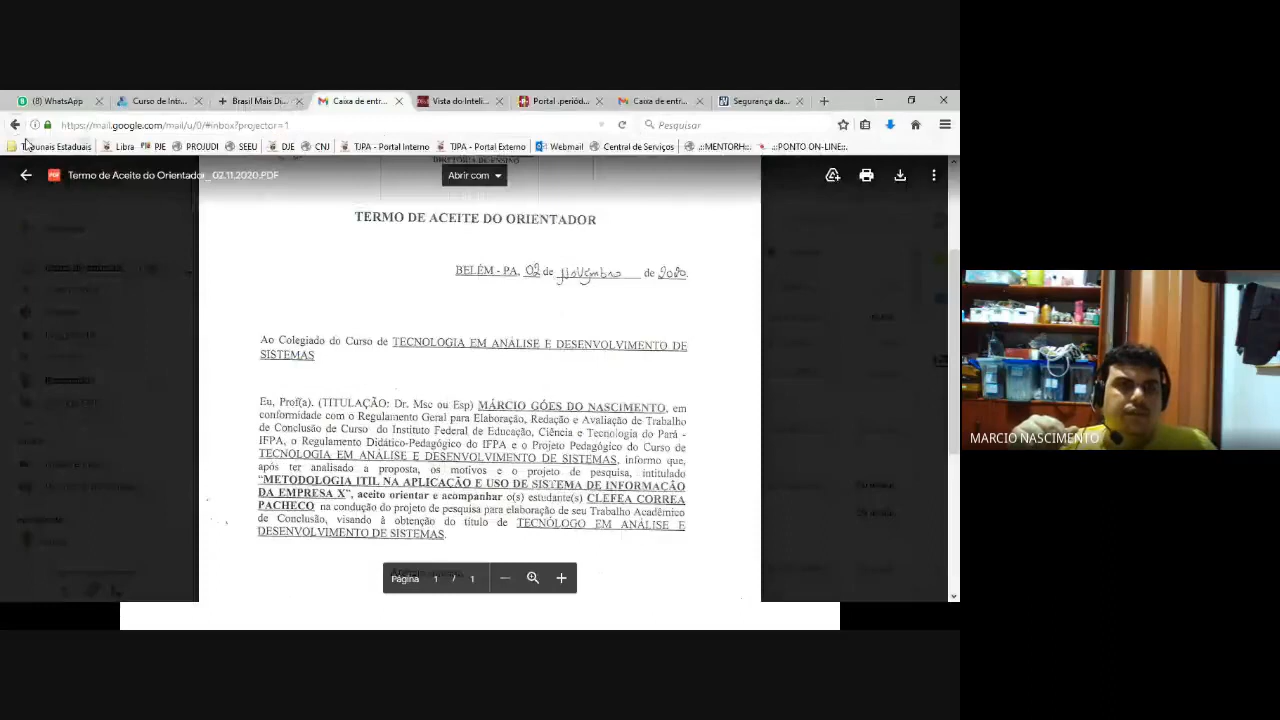 (8) WhatsApp
Curso de Intr...
Brasil Mais Di...
Caixa de entr...
Vista do Inteli...
Portal .periód...
Caixa de entr...
Segurança da...
https://mail.google.com/mail/u/0/#inbox?projector=1
Pesquisar
Tribunais Estaduais
Libra
PJE
PROJUDI
SEEU
DJE
CNJ
TJPA - Portal Interno
TJPA - Portal Externo
Webmail
Central de Serviços
.::MENTORH::.
.::PONTO ON-LINE::.
DIRETORIA DE ENSINO
Termo de Aceite do Orientador_02.11.2020.PDF
Abrir com
TERMO DE ACEITE DO ORIENTADOR
BELÉM - PA, 02 de Novembro de 2020.
Ao Colegiado do Curso de TECNOLOGIA EM ANÁLISE E DESENVOLVIMENTO DE
SISTEMAS
Eu, Prof(a). (TITULAÇÃO: Dr. Msc ou Esp) MÁRCIO GÓES DO NASCIMENTO, em
conformidade com o Regulamento Geral para Elaboração, Redação e Avaliação de Trabalho
de Conclusão de Curso do Instituto Federal de Educação, Ciência e Tecnologia do Pará -
IFPA, o Regulamento Didático-Pedagógico do IFPA e o Projeto Pedagógico do Curso de
TECNOLOGIA EM ANÁLISE E DESENVOLVIMENTO DE SISTEMAS, informo que,
após ter analisado a proposta, os motivos e o projeto de pesquisa, intitulado
"METODOLOGIA ITIL NA APLICAÇÃO E USO DE SISTEMA DE INFORMAÇÃO
DA EMPRESA X", aceito orientar e acompanhar o(s) estudante(s) CLEFEA CORREA
PACHECO na condução do projeto de pesquisa para elaboração de seu Trabalho Acadêmico
de Conclusão, visando à obtenção do título de TECNÓLOGO EM ANÁLISE E
DESENVOLVIMENTO DE SISTEMAS.
Página 1 / 1
MARCIO NASCIMENTO